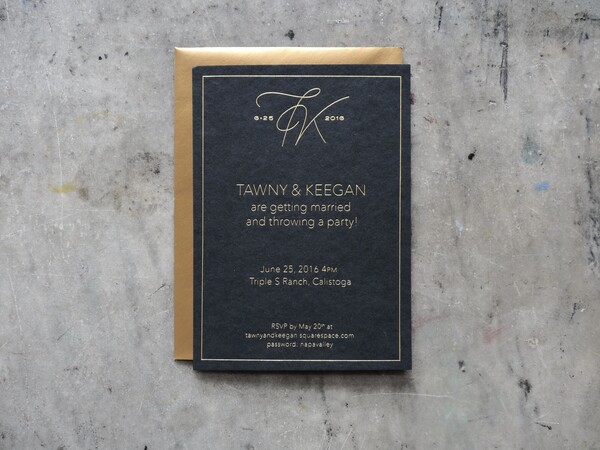 TK
6•25 2016
TAWNY & KEEGAN
are getting married
and throwing a party!
June 25, 2016 4PM
Triple S Ranch, Calistoga
RSVP by May 20th at
tawnyandkeegan.squarespace.com
password: napavalley